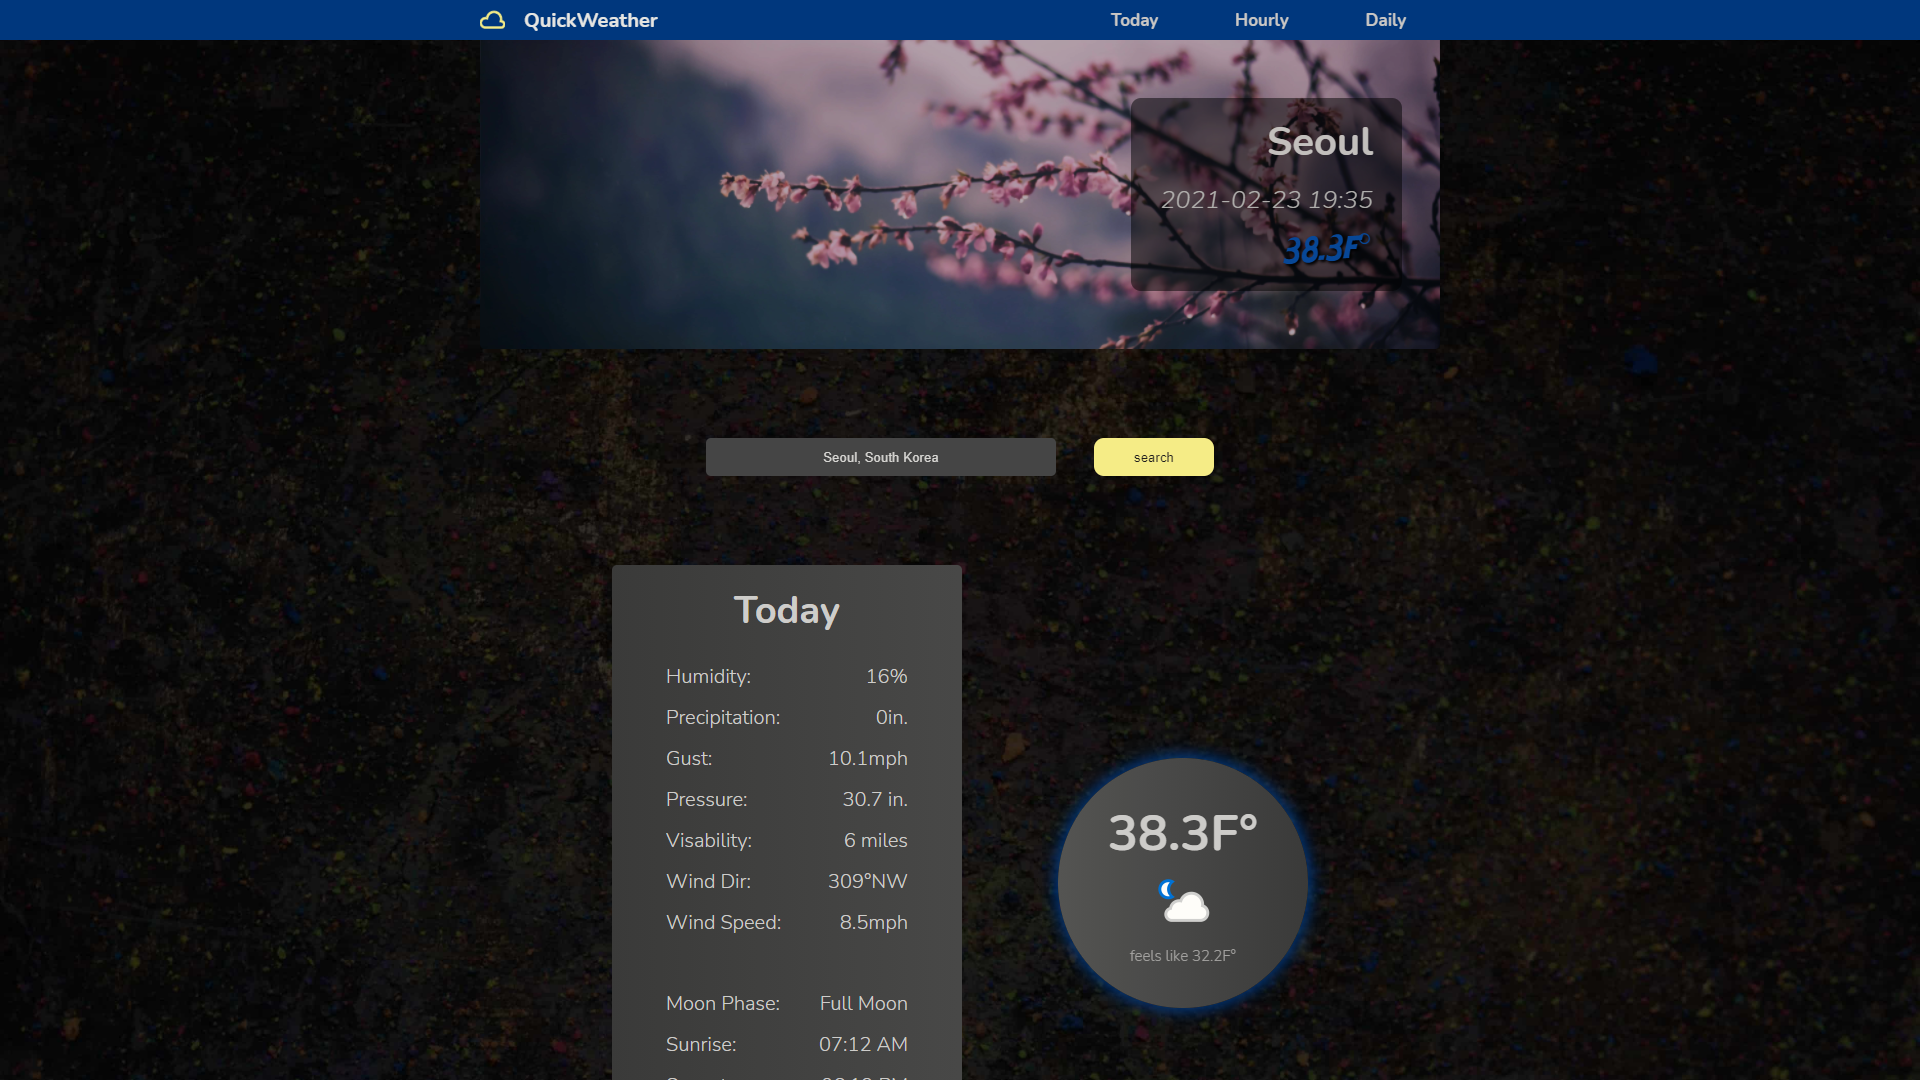 QuickWeather
Today
Hourly
Daily
Seoul
2021-02-23 19:35
38.3F°
Seoul, South Korea
search
Today
Humidity: 16%
Precipitation: 0in.
Gust: 10.1mph
Pressure: 30.7 in.
Visability: 6 miles
Wind Dir: 309°NW
Wind Speed: 8.5mph
Moon Phase: Full Moon
Sunrise: 07:12 AM
38.3F°
feels like 32.2F°